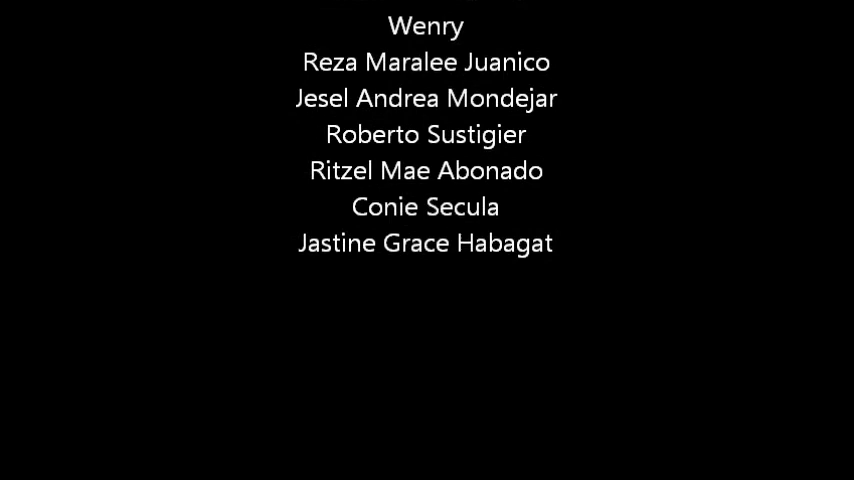 Wenry
Reza Maralee Juanico
Jesel Andrea Mondejar
Roberto Sustigier
Ritzel Mae Abonado
Conie Secula
Jastine Grace Habagat